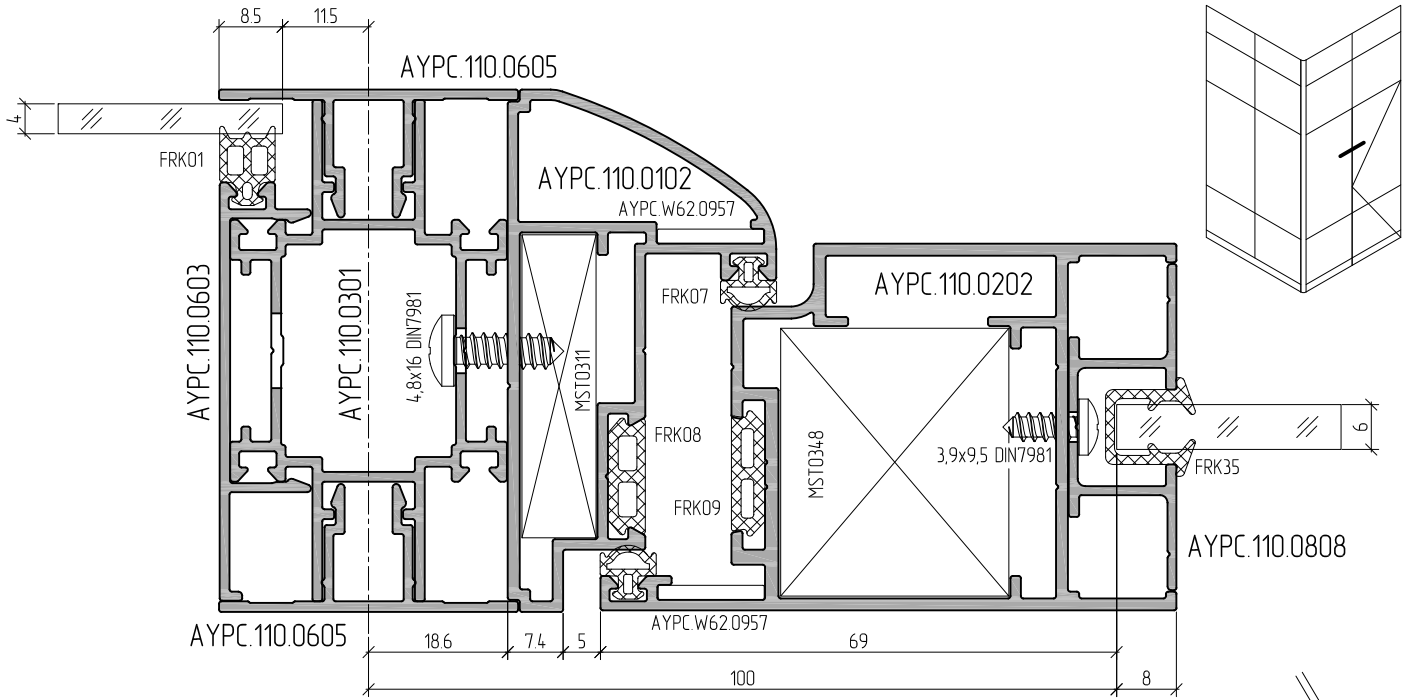 8.5
11.5
AYPC.110.0605
4
FRK01
AYPC.110.0102
AYPC.W62.0957
FRK07
AYPC.110.0202
AYPC.110.0603
AYPC.110.0301
4,8x16 DIN7981
MST0311
FRK08
FRK09
MST0348
3,9x9,5 DIN7981
6
FRK35
AYPC.110.0808
AYPC.110.0605
AYPC.W62.0957
18.6
7.4
5
69
100
8